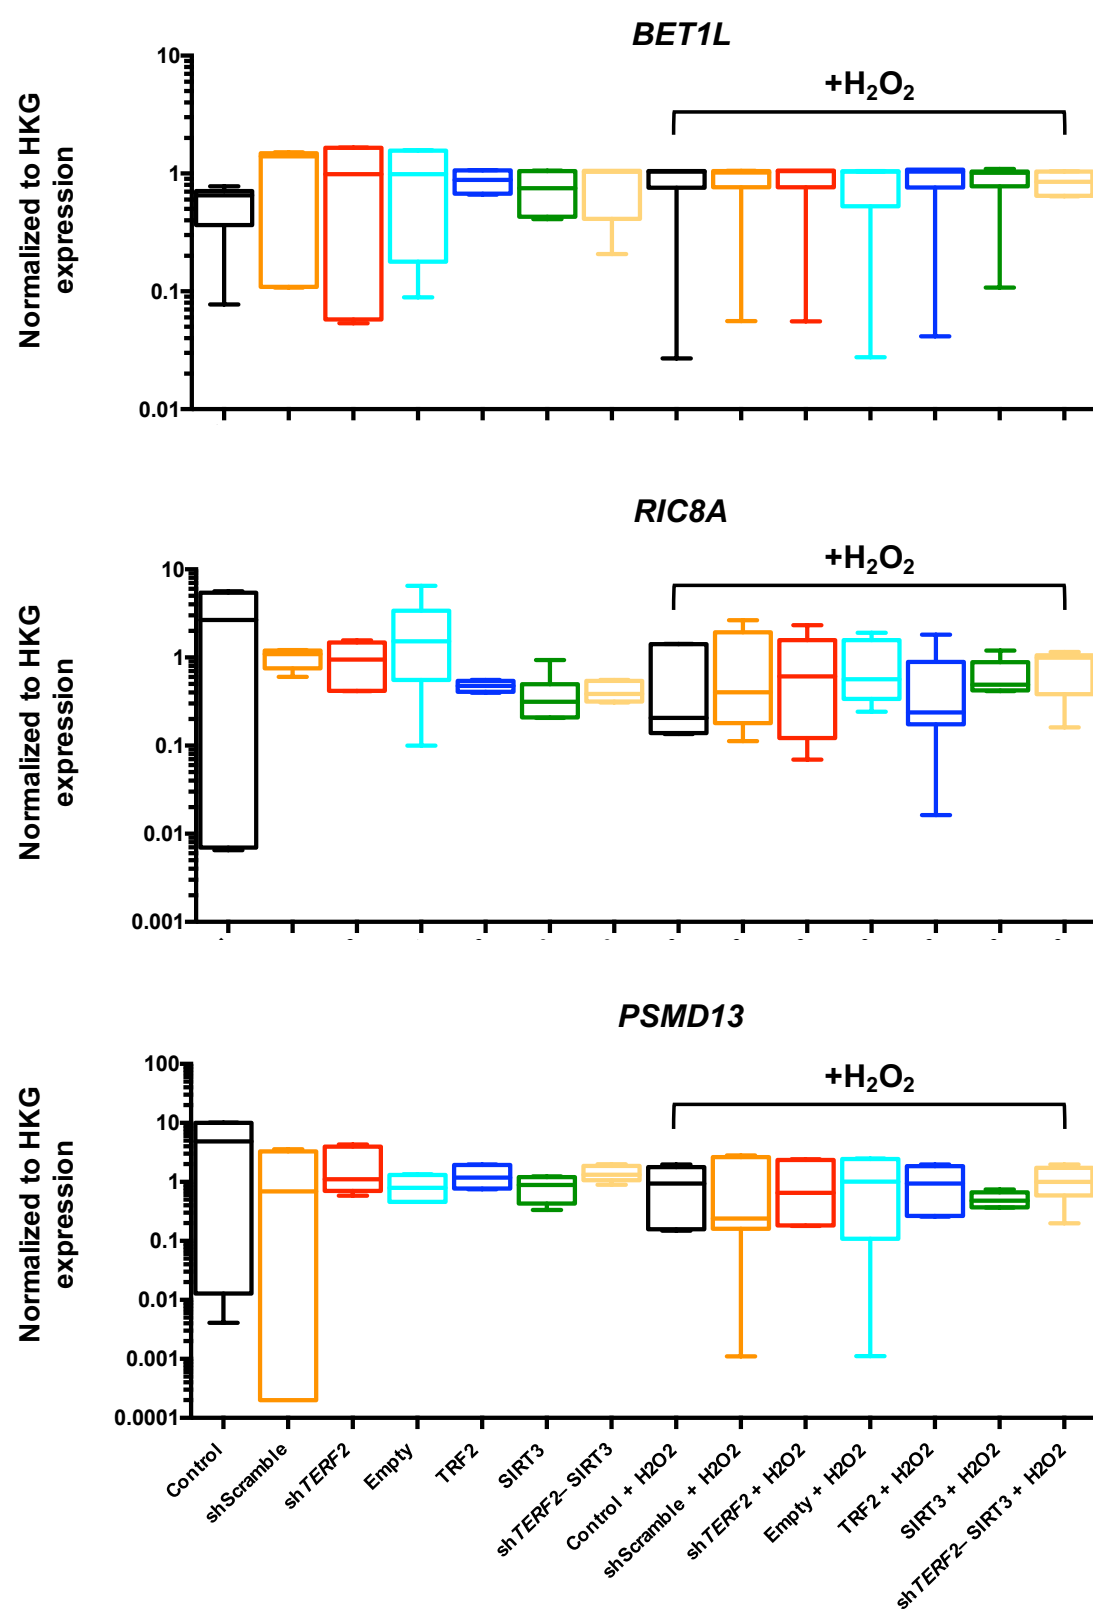 BET1L
+H₂O₂
Normalized to HKG
expression
10
1
0.1
0.01
RIC8A
+H₂O₂
Normalized to HKG
expression
10
1
0.1
0.01
0.001
PSMD13
+H₂O₂
Normalized to HKG
expression
100
10
1
0.1
0.01
0.001
0.0001
Control
shScramble
shTERF2
Empty
TRF2
SIRT3
shTERF2– SIRT3
Control + H2O2
shScramble + H2O2
shTERF2 + H2O2
Empty + H2O2
TRF2 + H2O2
SIRT3 + H2O2
shTERF2– SIRT3 + H2O2